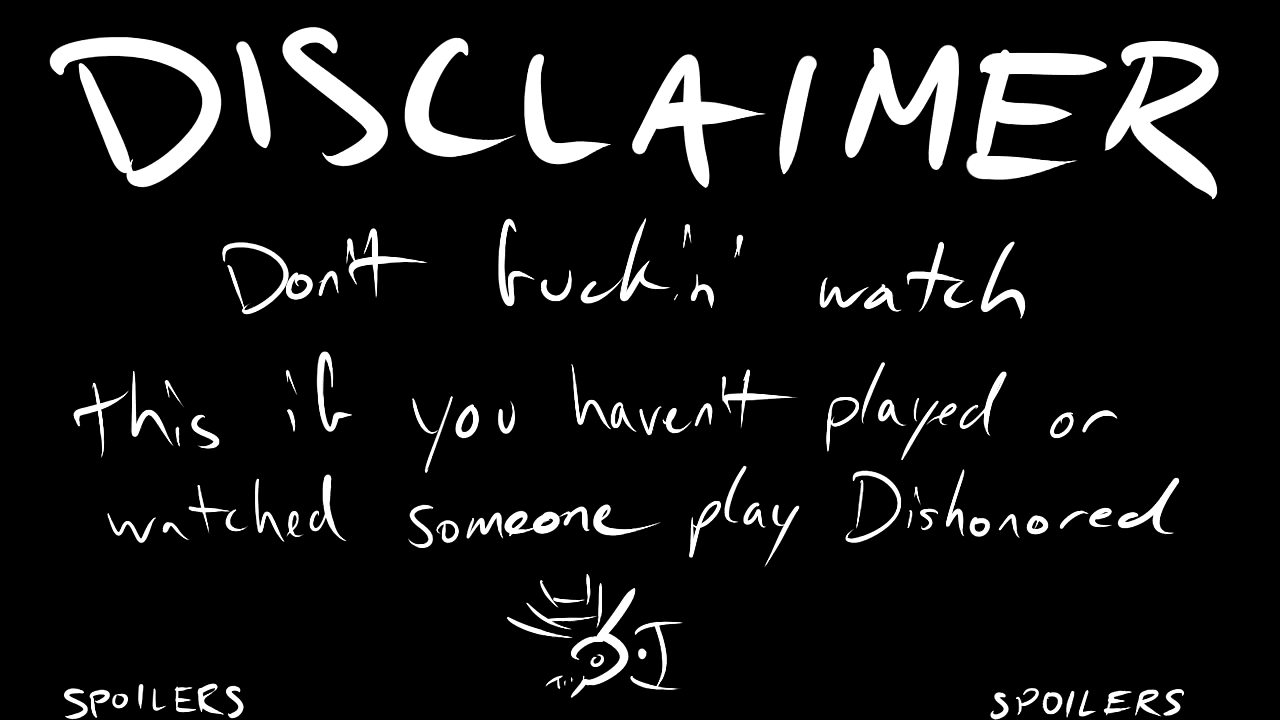 DISCLAIMER
Don't fuck'n' watch
this if you haven't played or
watched someone play Dishonored
SPOILERS SPOILERS